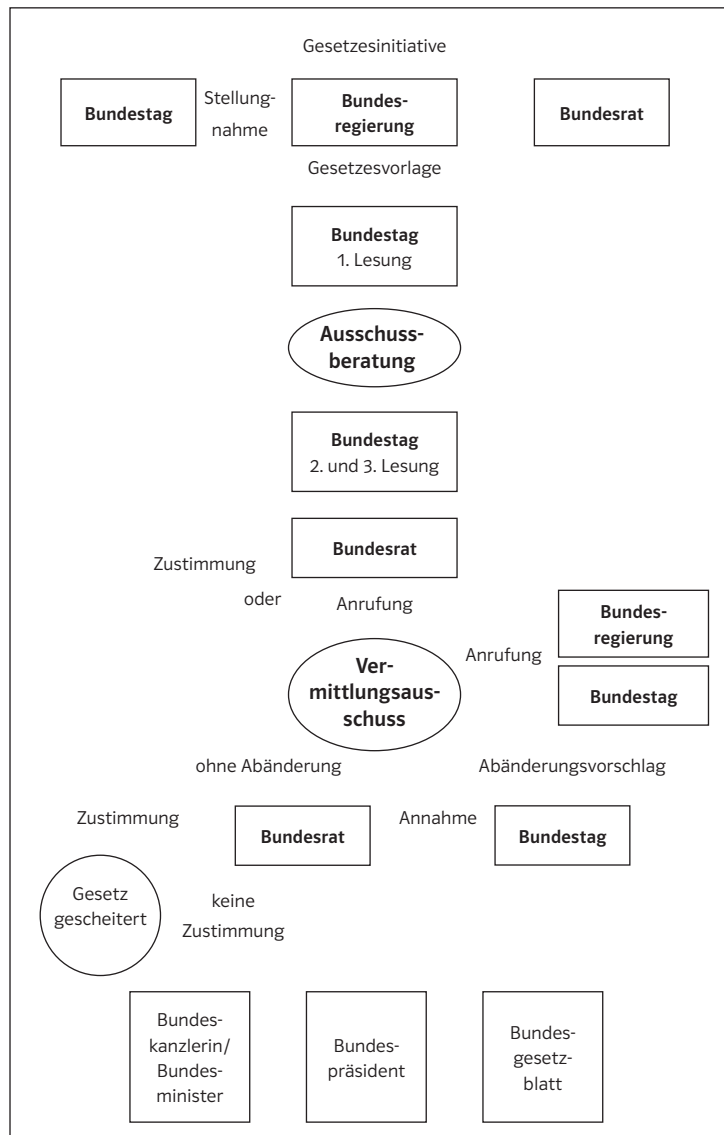 Gesetzesinitiative
Bundestag
Stellung-
nahme
Bundes-
regierung
Bundesrat
Gesetzesvorlage
Bundestag
1. Lesung
Ausschuss-
beratung
Bundestag
2. und 3. Lesung
Bundesrat
Zustimmung
oder
Anrufung
Bundes-
regierung
Anrufung
Bundestag
Ver-
mittlungsaus-
schuss
ohne Abänderung
Abänderungsvorschlag
Zustimmung
Bundesrat
Annahme
Bundestag
Gesetz
gescheitert
keine
Zustimmung
Bundes-
kanzlerin/
Bundes-
minister
Bundes-
präsident
Bundes-
gesetz-
blatt